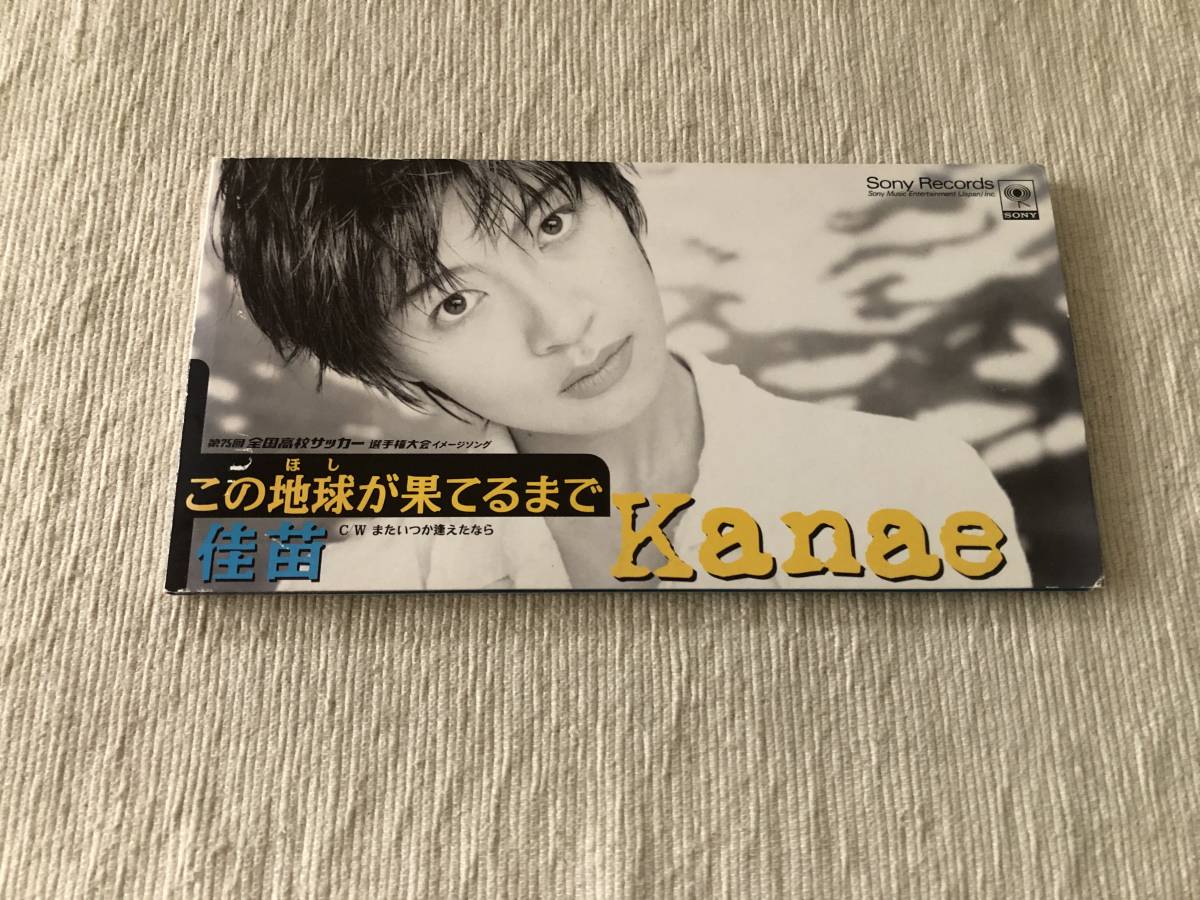 Sony Records
Sony Music Entertainment (Japan) Inc.
SONY
第75回 全国高校サッカー 選手権大会イメージソング
ほし
この地球が果てるまで
佳苗
C/W またいつか逢えたなら
Kanae